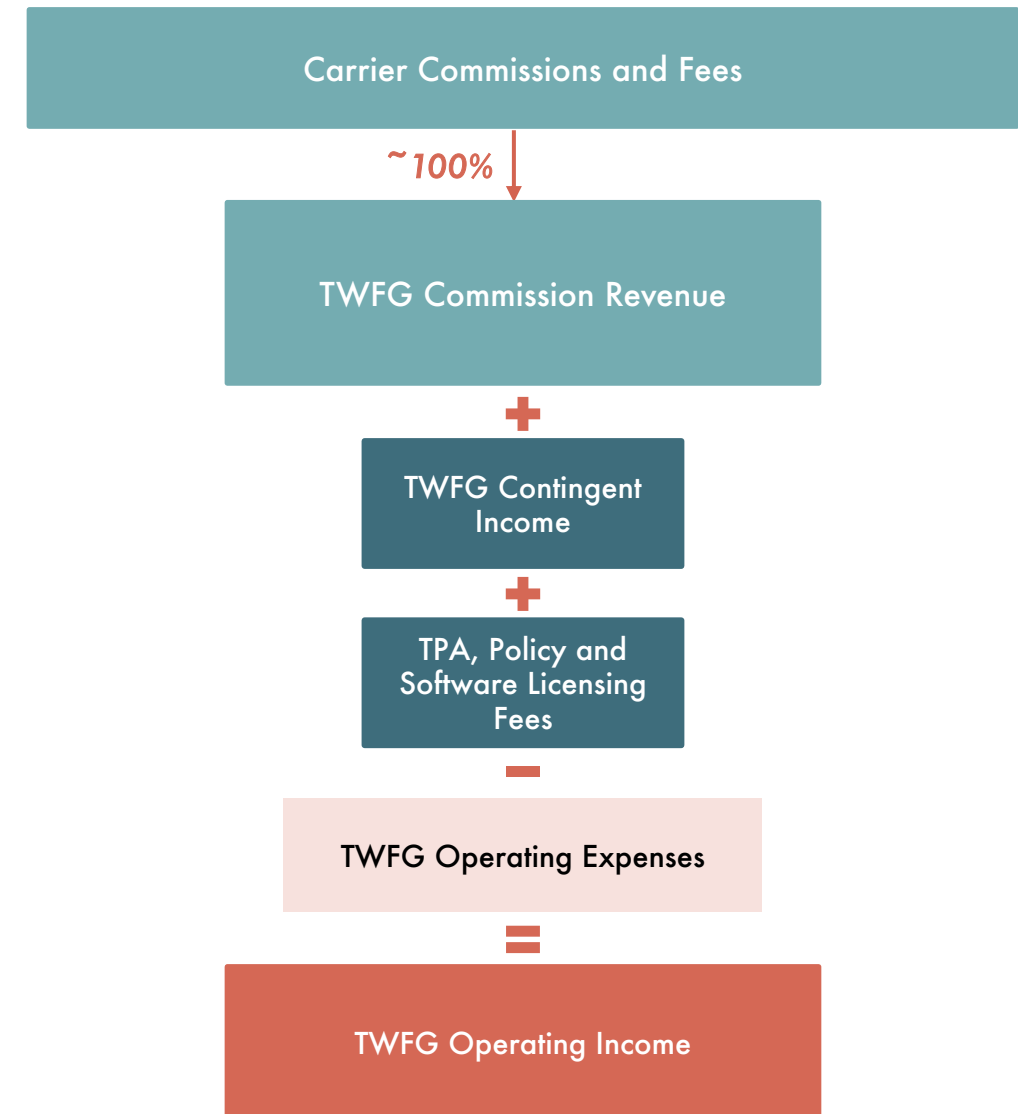 Carrier Commissions and Fees
~100%
TWFG Commission Revenue
+
TWFG Contingent
Income
+
TPA, Policy and
Software Licensing
Fees
-
TWFG Operating Expenses
=
TWFG Operating Income